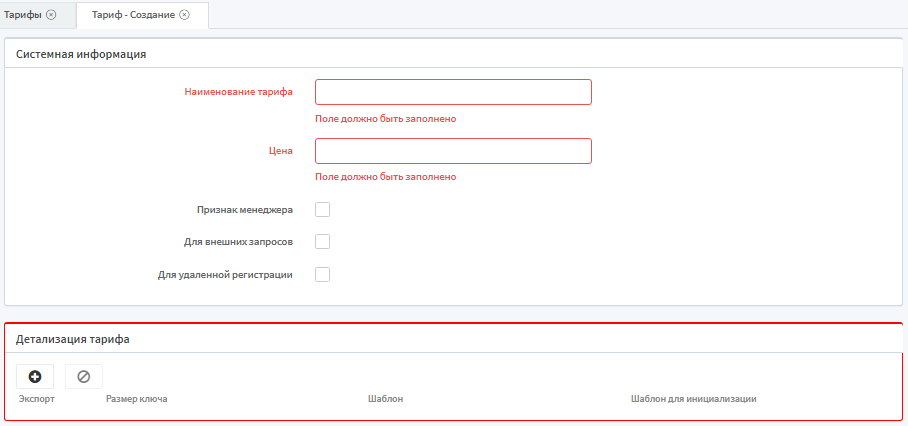 Тарифы
Тариф - Создание
Системная информация
Наименование тарифа
Поле должно быть заполнено
Цена
Поле должно быть заполнено
Признак менеджера
Для внешних запросов
Для удаленной регистрации
Детализация тарифа
Экспорт Размер ключа Шаблон Шаблон для инициализации